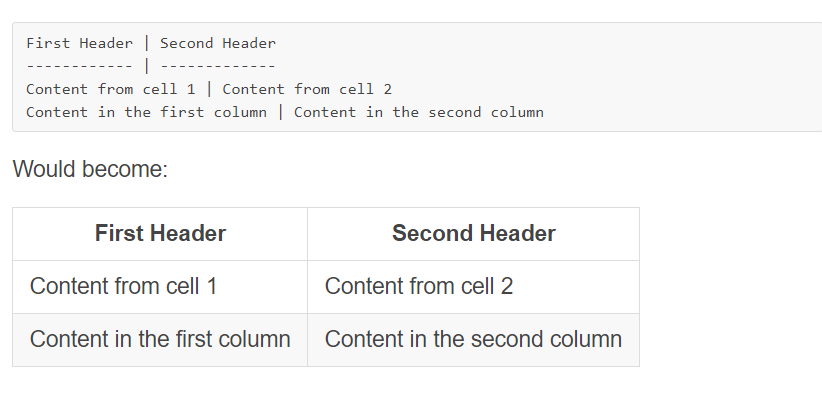 First Header | Second Header
------------ | -------------
Content from cell 1 | Content from cell 2
Content in the first column | Content in the second column
Would become:
First Header Second Header
Content from cell 1 Content from cell 2
Content in the first column Content in the second column